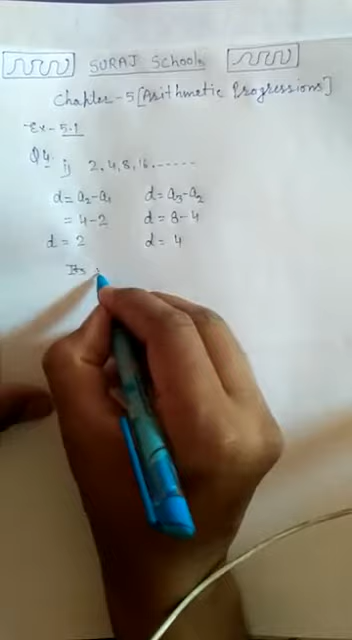 SURAJ School
Chapter-5 [Arithmetic Progressions]
Ex-5.1
Q4. i) 2, 4, 8, 16......
d = a₂-a₁ d = a₃-a₂
= 4-2 d = 8-4
d = 2 d = 4